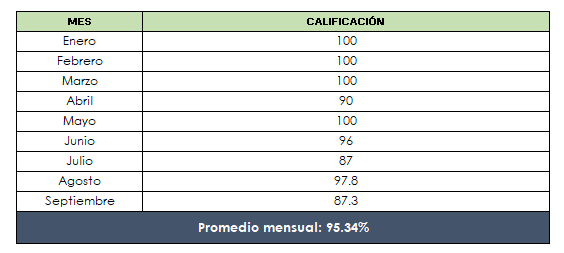 MES CALIFICACIÓN
Enero 100
Febrero 100
Marzo 100
Abril 90
Mayo 100
Junio 96
Julio 87
Agosto 97.8
Septiembre 87.3
Promedio mensual: 95.34%